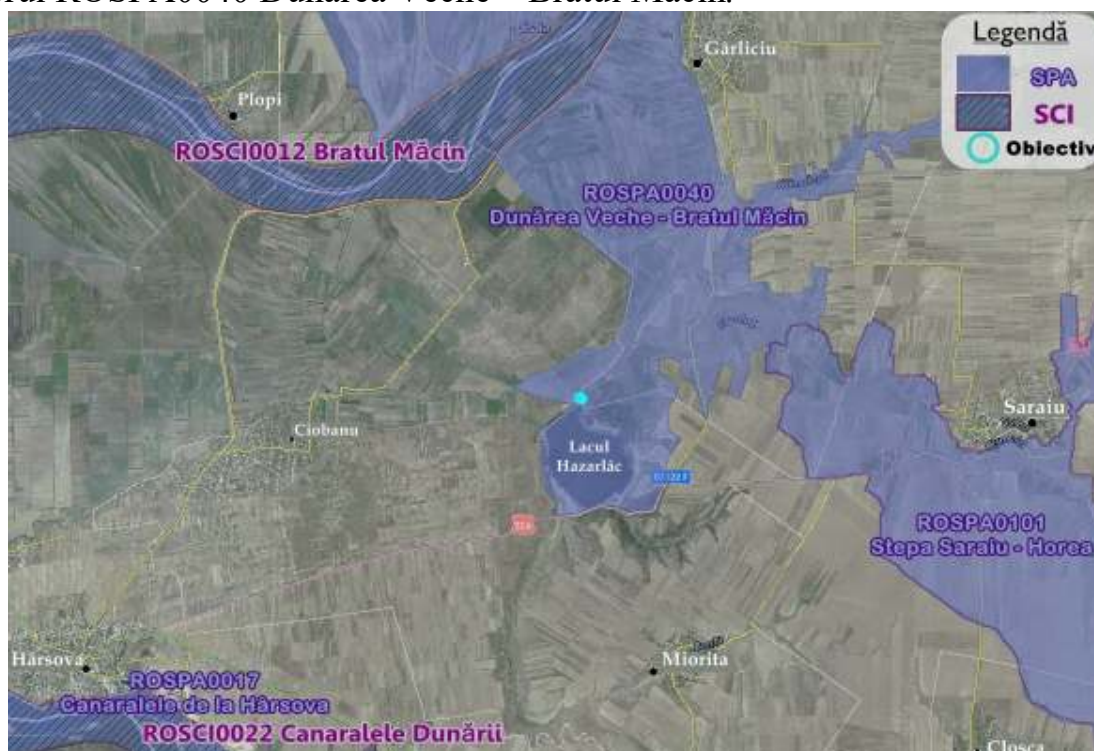 ROSPA0040 Dunărea Veche – Brațul Măcin.
Legendă
SPA
SCI
Obiectiv
Gârliciu
Plopi
ROSCI0012 Bratul Măcin
ROSPA0040
Dunărea Veche - Bratul Măcin
Saraiu
Ciobanu
Lacul
Hazarlâc
ROSPA0101
Stepa Saraiu - Horea
Hârsova
Miorița
ROSPA0017
Canaralele de la Hârsova
ROSCI0022 Canaralele Dunării
Closca